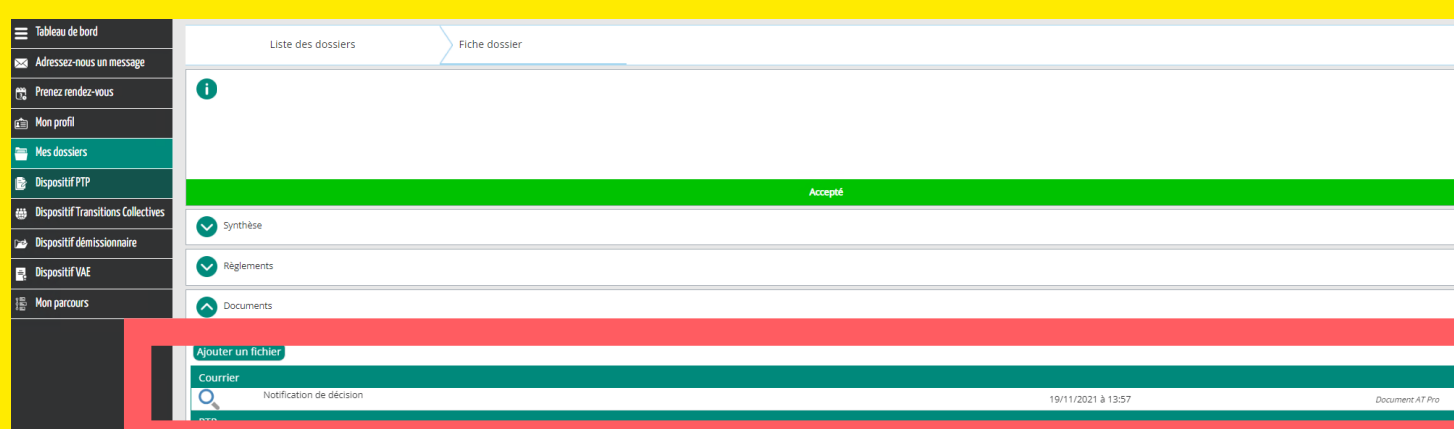 Tableau de bord
Adressez-nous un message
Prenez rendez-vous
Mon profil
Mes dossiers
Dispositif PTP
Dispositif Transitions Collectives
Dispositif démissionnaire
Dispositif VAE
Mon parcours
Liste des dossiers
Fiche dossier
Accepté
Synthèse
Règlements
Documents
Ajouter un fichier
Courrier
Notification de décision 19/11/2021 à 13:57 Document AT Pro
PTP